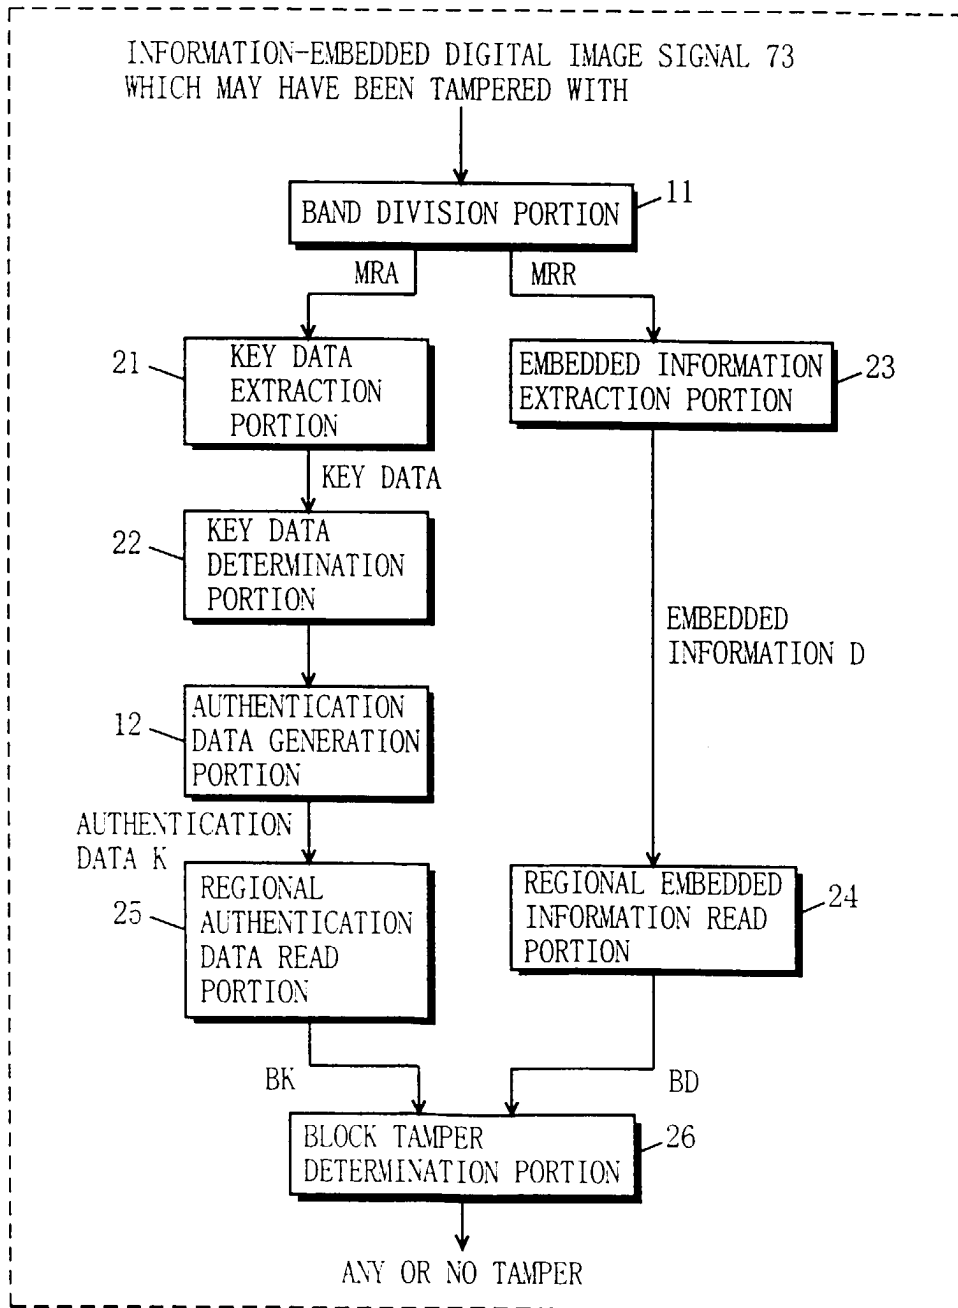 INFORMATION-EMBEDDED DIGITAL IMAGE SIGNAL 73
WHICH MAY HAVE BEEN TAMPERED WITH
BAND DIVISION PORTION
11
MRA
MRR
21
KEY DATA
EXTRACTION
PORTION
EMBEDDED INFORMATION
EXTRACTION PORTION
23
KEY DATA
22
KEY DATA
DETERMINATION
PORTION
EMBEDDED
INFORMATION D
12
AUTHENTICATION
DATA GENERATION
PORTION
AUTHENTICATION
DATA K
25
REGIONAL
AUTHENTICATION
DATA READ
PORTION
REGIONAL EMBEDDED
INFORMATION READ
PORTION
24
BK
BD
BLOCK TAMPER
DETERMINATION PORTION
26
ANY OR NO TAMPER